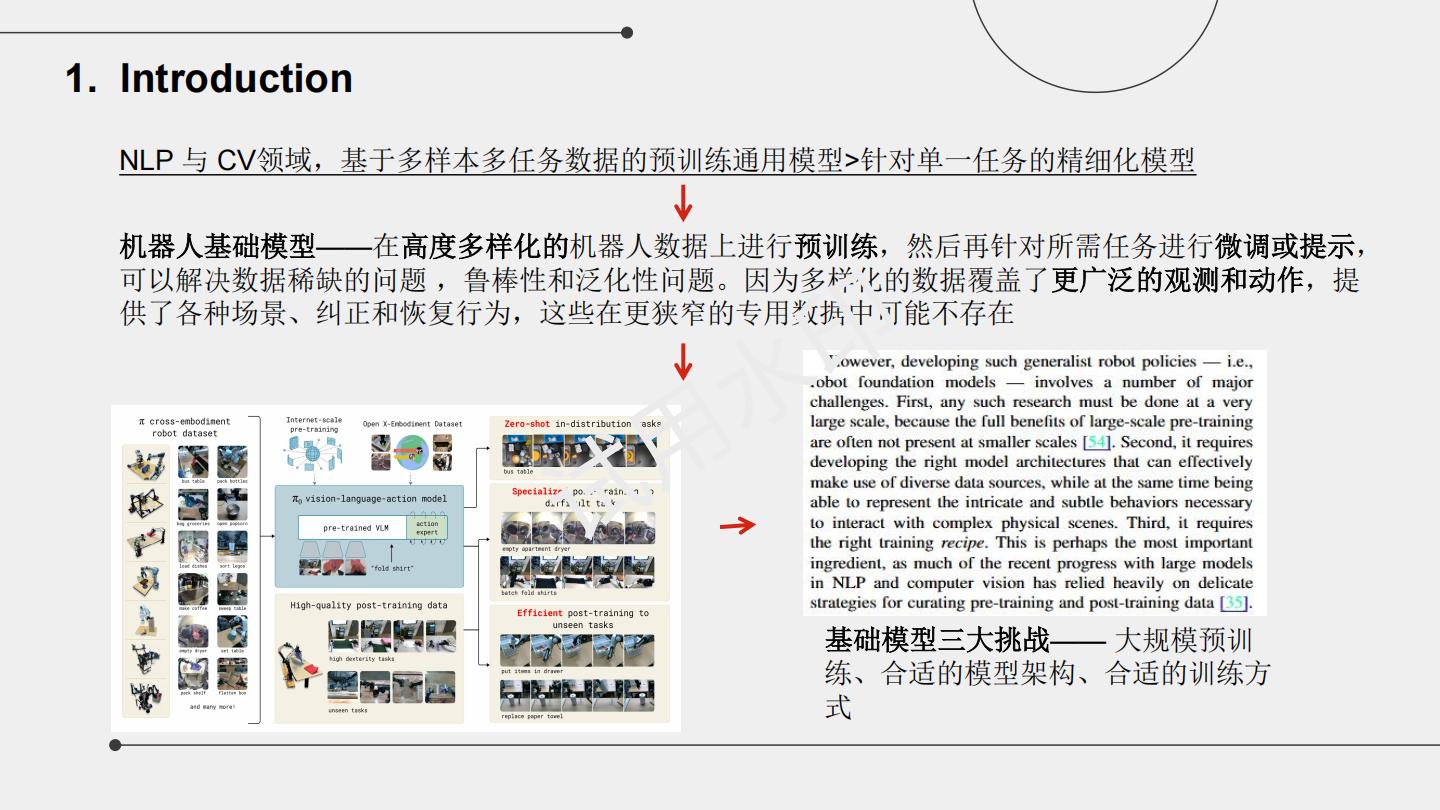 1. Introduction
NLP 与 CV领域，基于多样本多任务数据的预训练通用模型>针对单一任务的精细化模型
机器人基础模型——在高度多样化的机器人数据上进行预训练，然后再针对所需任务进行微调或提示，
可以解决数据稀缺的问题 ，鲁棒性和泛化性问题。因为多样化的数据覆盖了更广泛的观测和动作，提
供了各种场景、纠正和恢复行为，这些在更狭窄的专用数据中可能不存在
π cross-embodiment
robot dataset
bus table
pack bottles
bag groceries
open popcorn
load dishes
sort legos
make coffee
sweep table
empty dryer
set table
pack shelf
flatten box
and many more!
Internet-scale
pre-training
Open X-Embodiment Dataset
π₀ vision-language-action model
pre-trained VLM
action
expert
"fold shirt"
High-quality post-training data
high dexterity tasks
unseen tasks
Zero-shot in-distribution tasks
bus table
Specialized post-training to
difficult tasks
empty apartment dryer
batch fold shirts
Efficient post-training to
unseen tasks
put items in drawer
replace paper towel
However, developing such generalist robot policies — i.e.,
robot foundation models — involves a number of major
challenges. First, any such research must be done at a very
large scale, because the full benefits of large-scale pre-training
are often not present at smaller scales [54]. Second, it requires
developing the right model architectures that can effectively
make use of diverse data sources, while at the same time being
able to represent the intricate and subtle behaviors necessary
to interact with complex physical scenes. Third, it requires
the right training recipe. This is perhaps the most important
ingredient, as much of the recent progress with large models
in NLP and computer vision has relied heavily on delicate
strategies for curating pre-training and post-training data [35].
基础模型三大挑战—— 大规模预训
练、合适的模型架构、合适的训练方
式
试用水印